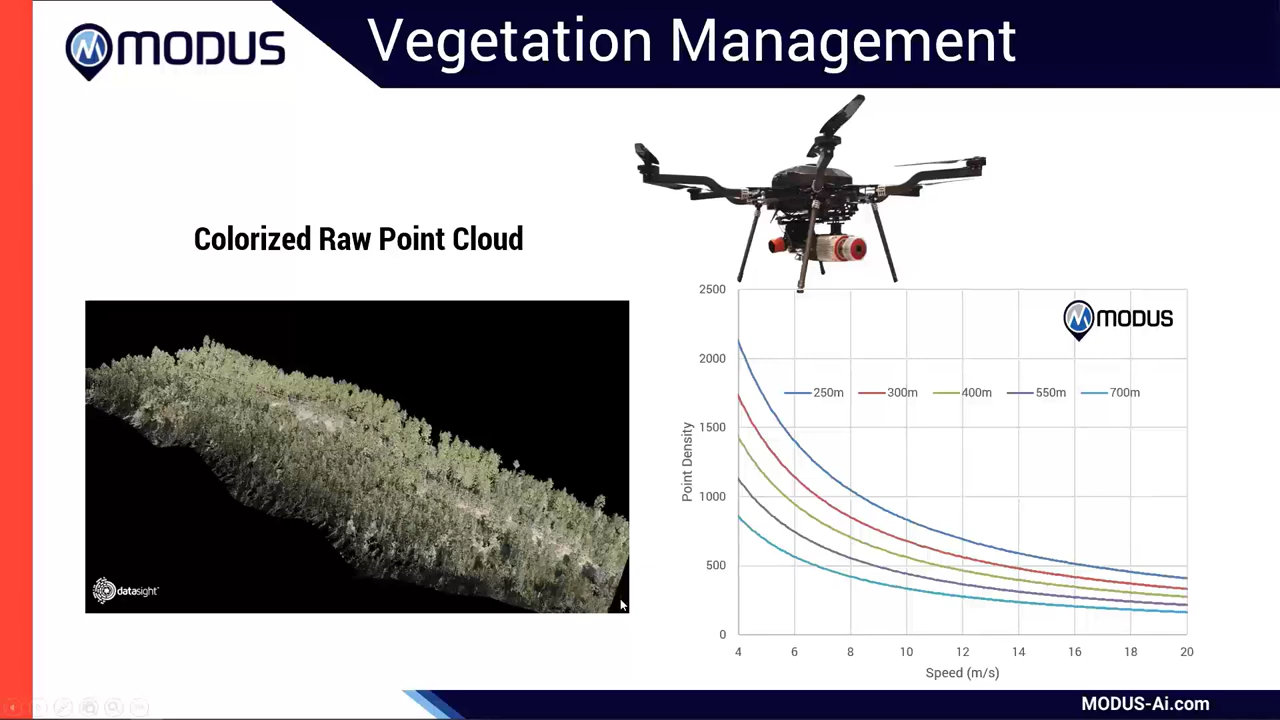 MODUS
Vegetation Management
Colorized Raw Point Cloud
datasight
2500
2000
1500
1000
500
0
Point Density
MODUS
250m 300m 400m 550m 700m
4 6 8 10 12 14 16 18 20
Speed (m/s)
MODUS-Ai.com